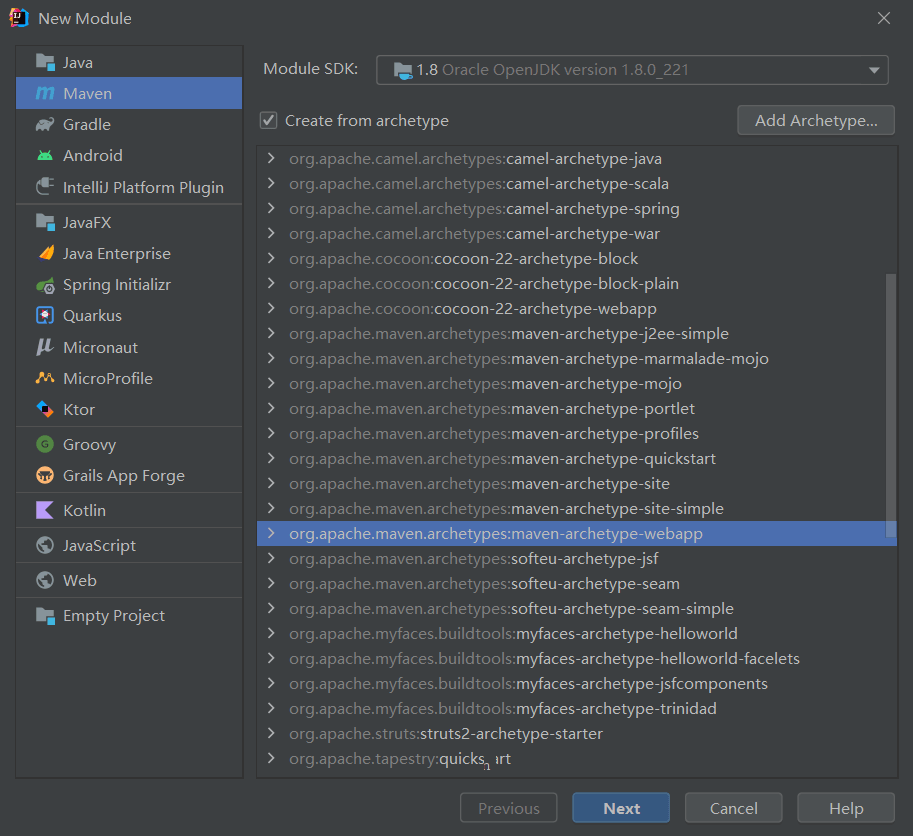 New Module
Java
Maven
Gradle
Android
IntelliJ Platform Plugin
JavaFX
Java Enterprise
Spring Initializr
Quarkus
Micronaut
MicroProfile
Ktor
Groovy
Grails App Forge
Kotlin
JavaScript
Web
Empty Project
Module SDK: 1.8 Oracle OpenJDK version 1.8.0_221
Create from archetype
Add Archetype...
org.apache.camel.archetypes:camel-archetype-java
org.apache.camel.archetypes:camel-archetype-scala
org.apache.camel.archetypes:camel-archetype-spring
org.apache.camel.archetypes:camel-archetype-war
org.apache.cocoon:cocoon-22-archetype-block
org.apache.cocoon:cocoon-22-archetype-block-plain
org.apache.cocoon:cocoon-22-archetype-webapp
org.apache.maven.archetypes:maven-archetype-j2ee-simple
org.apache.maven.archetypes:maven-archetype-marmalade-mojo
org.apache.maven.archetypes:maven-archetype-mojo
org.apache.maven.archetypes:maven-archetype-portlet
org.apache.maven.archetypes:maven-archetype-profiles
org.apache.maven.archetypes:maven-archetype-quickstart
org.apache.maven.archetypes:maven-archetype-site
org.apache.maven.archetypes:maven-archetype-site-simple
org.apache.maven.archetypes:maven-archetype-webapp
org.apache.maven.archetypes:softeu-archetype-jsf
org.apache.maven.archetypes:softeu-archetype-seam
org.apache.maven.archetypes:softeu-archetype-seam-simple
org.apache.myfaces.buildtools:myfaces-archetype-helloworld
org.apache.myfaces.buildtools:myfaces-archetype-helloworld-facelets
org.apache.myfaces.buildtools:myfaces-archetype-jsfcomponents
org.apache.myfaces.buildtools:myfaces-archetype-trinidad
org.apache.struts:struts2-archetype-starter
org.apache.tapestry:quickstart
Previous
Next
Cancel
Help